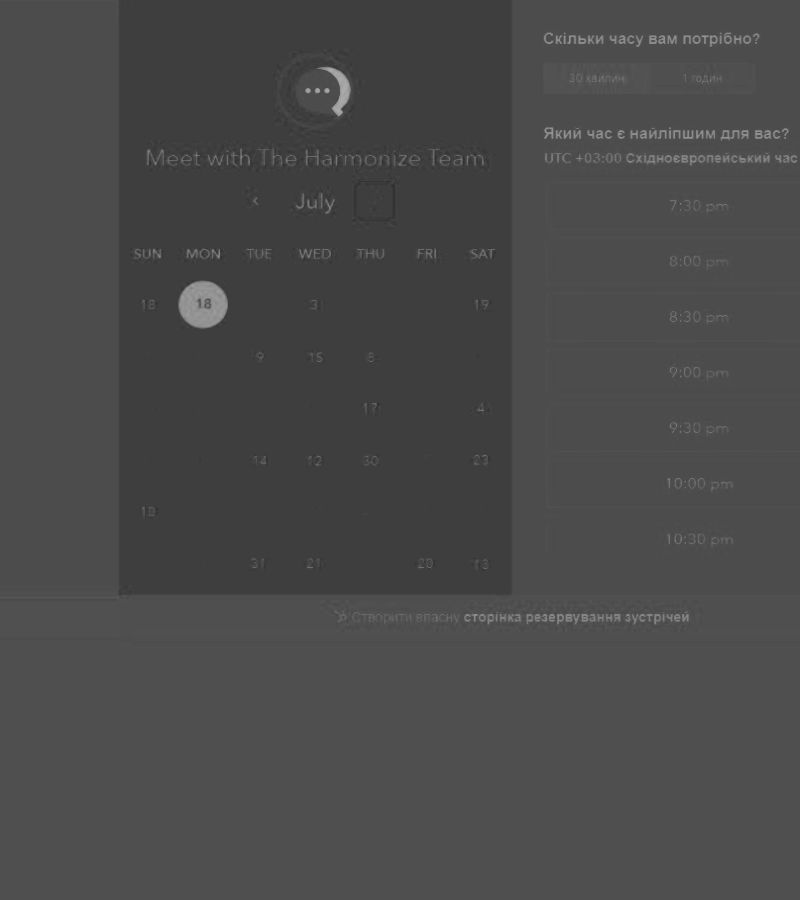 Meet with The Harmonize Team
July
SUN MON TUE WED THU FRI SAT
18 18 31 19
9 15 8
17 4
14 12 30 23
31 21 20 13
Скільки часу вам потрібно?
30 хвилин 1 годин
Який час є найліпшим для вас?
UTC +03:00 Східноєвропейський час
7:30 pm
8:00 pm
8:30 pm
9:00 pm
9:30 pm
10:00 pm
10:30 pm
Створити власну сторінка резервування зустрічей